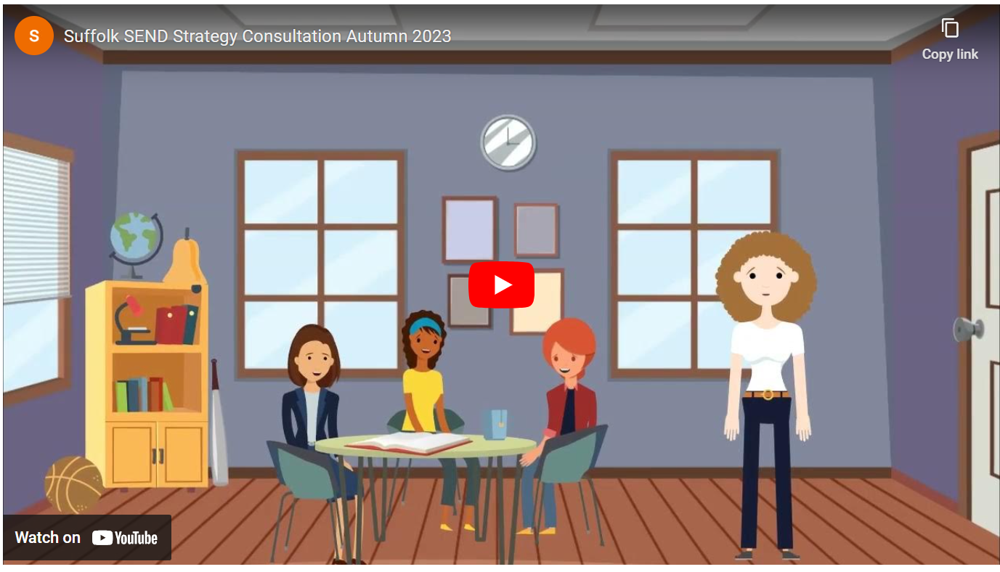 S
Suffolk SEND Strategy Consultation Autumn 2023
Copy link
Watch on YouTube